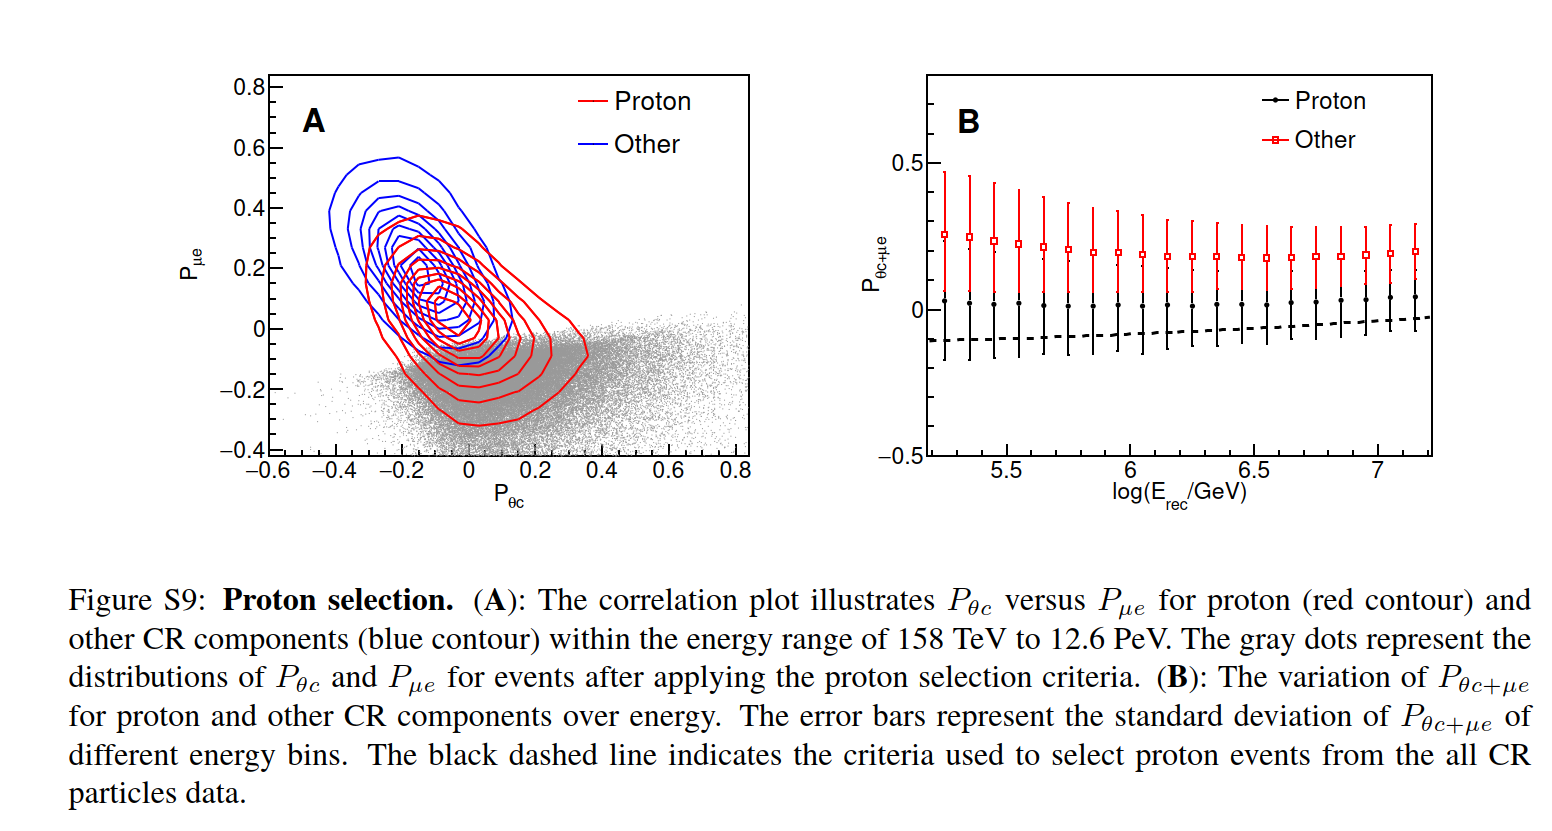 A
Proton
Other
0.8
0.6
0.4
0.2
0
−0.2
−0.4
−0.6 −0.4 −0.2 0 0.2 0.4 0.6 0.8
P_μe
P_θc
B
Proton
Other
0.5
0
−0.5
5.5 6 6.5 7
P_θc+μe
log(E_rec/GeV)
Figure S9: Proton selection. (A): The correlation plot illustrates P_θc versus P_μe for proton (red contour) and
other CR components (blue contour) within the energy range of 158 TeV to 12.6 PeV. The gray dots represent the
distributions of P_θc and P_μe for events after applying the proton selection criteria. (B): The variation of P_θc+μe
for proton and other CR components over energy. The error bars represent the standard deviation of P_θc+μe of
different energy bins. The black dashed line indicates the criteria used to select proton events from the all CR
particles data.